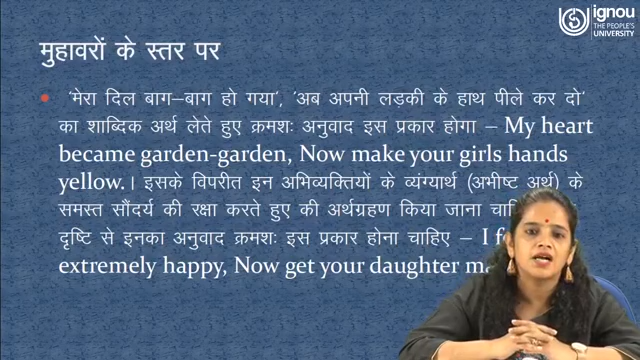 ignou
THE PEOPLE'S
UNIVERSITY
मुहावरों के स्तर पर
• 'मेरा दिल बाग–बाग हो गया', 'अब अपनी लड़की के हाथ पीले कर दो'
का शाब्दिक अर्थ लेते हुए क्रमशः अनुवाद इस प्रकार होगा – My heart
became garden-garden, Now make your girls hands
yellow.। इसके विपरीत इन अभिव्यक्तियों के व्यंग्यार्थ (अभीष्ट अर्थ) के
समस्त सौंदर्य की रक्षा करते हुए की अर्थग्रहण किया जाना
दृष्टि से इनका अनुवाद क्रमशः इस प्रकार होना चाहिए – I
extremely happy, Now get your daughter